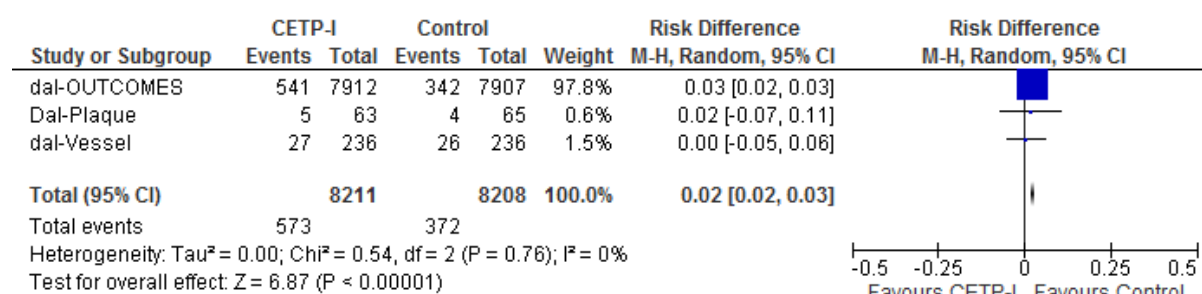 CETP-I Control Risk Difference Risk Difference
Study or Subgroup Events Total Events Total Weight M-H, Random, 95% CI M-H, Random, 95% CI
dal-OUTCOMES 541 7912 342 7907 97.8% 0.03 [0.02, 0.03]
Dal-Plaque 5 63 4 65 0.6% 0.02 [-0.07, 0.11]
dal-Vessel 27 236 26 236 1.5% 0.00 [-0.05, 0.06]
Total (95% CI) 8211 8208 100.0% 0.02 [0.02, 0.03]
Total events 573 372
Heterogeneity: Tau² = 0.00; Chi² = 0.54, df = 2 (P = 0.76); I² = 0%
Test for overall effect: Z = 6.87 (P < 0.00001)
-0.5 -0.25 0 0.25 0.5
Favours CETP-I Favours Control